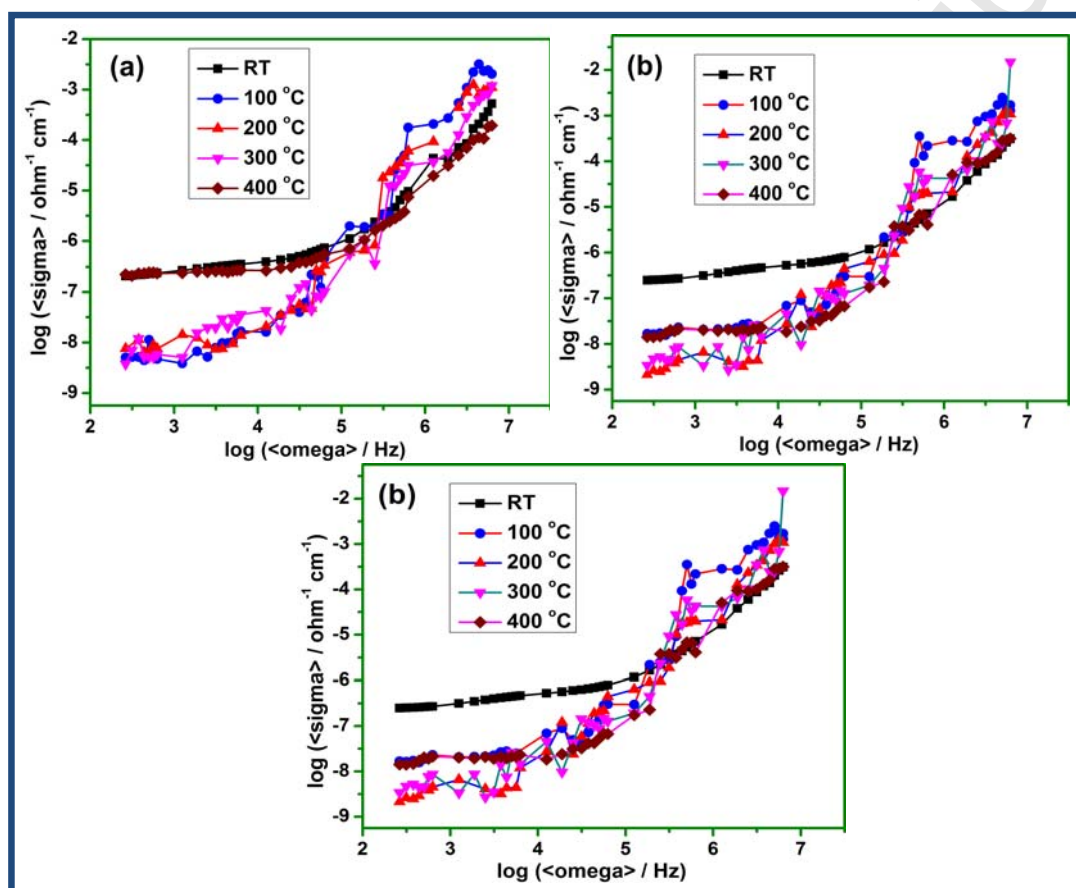 (a)
RT
100 °C
200 °C
300 °C
400 °C
-2
-3
-4
-5
-6
-7
-8
-9
log (<sigma> / ohm⁻¹ cm⁻¹)
2 3 4 5 6 7
log (<omega> / Hz)
(b)
RT
100 °C
200 °C
300 °C
400 °C
-2
-3
-4
-5
-6
-7
-8
-9
log (<sigma> / ohm⁻¹ cm⁻¹)
2 3 4 5 6 7
log (<omega> / Hz)
(b)
RT
100 °C
200 °C
300 °C
400 °C
-2
-3
-4
-5
-6
-7
-8
-9
log (<sigma> / ohm⁻¹ cm⁻¹)
2 3 4 5 6 7
log (<omega> / Hz)